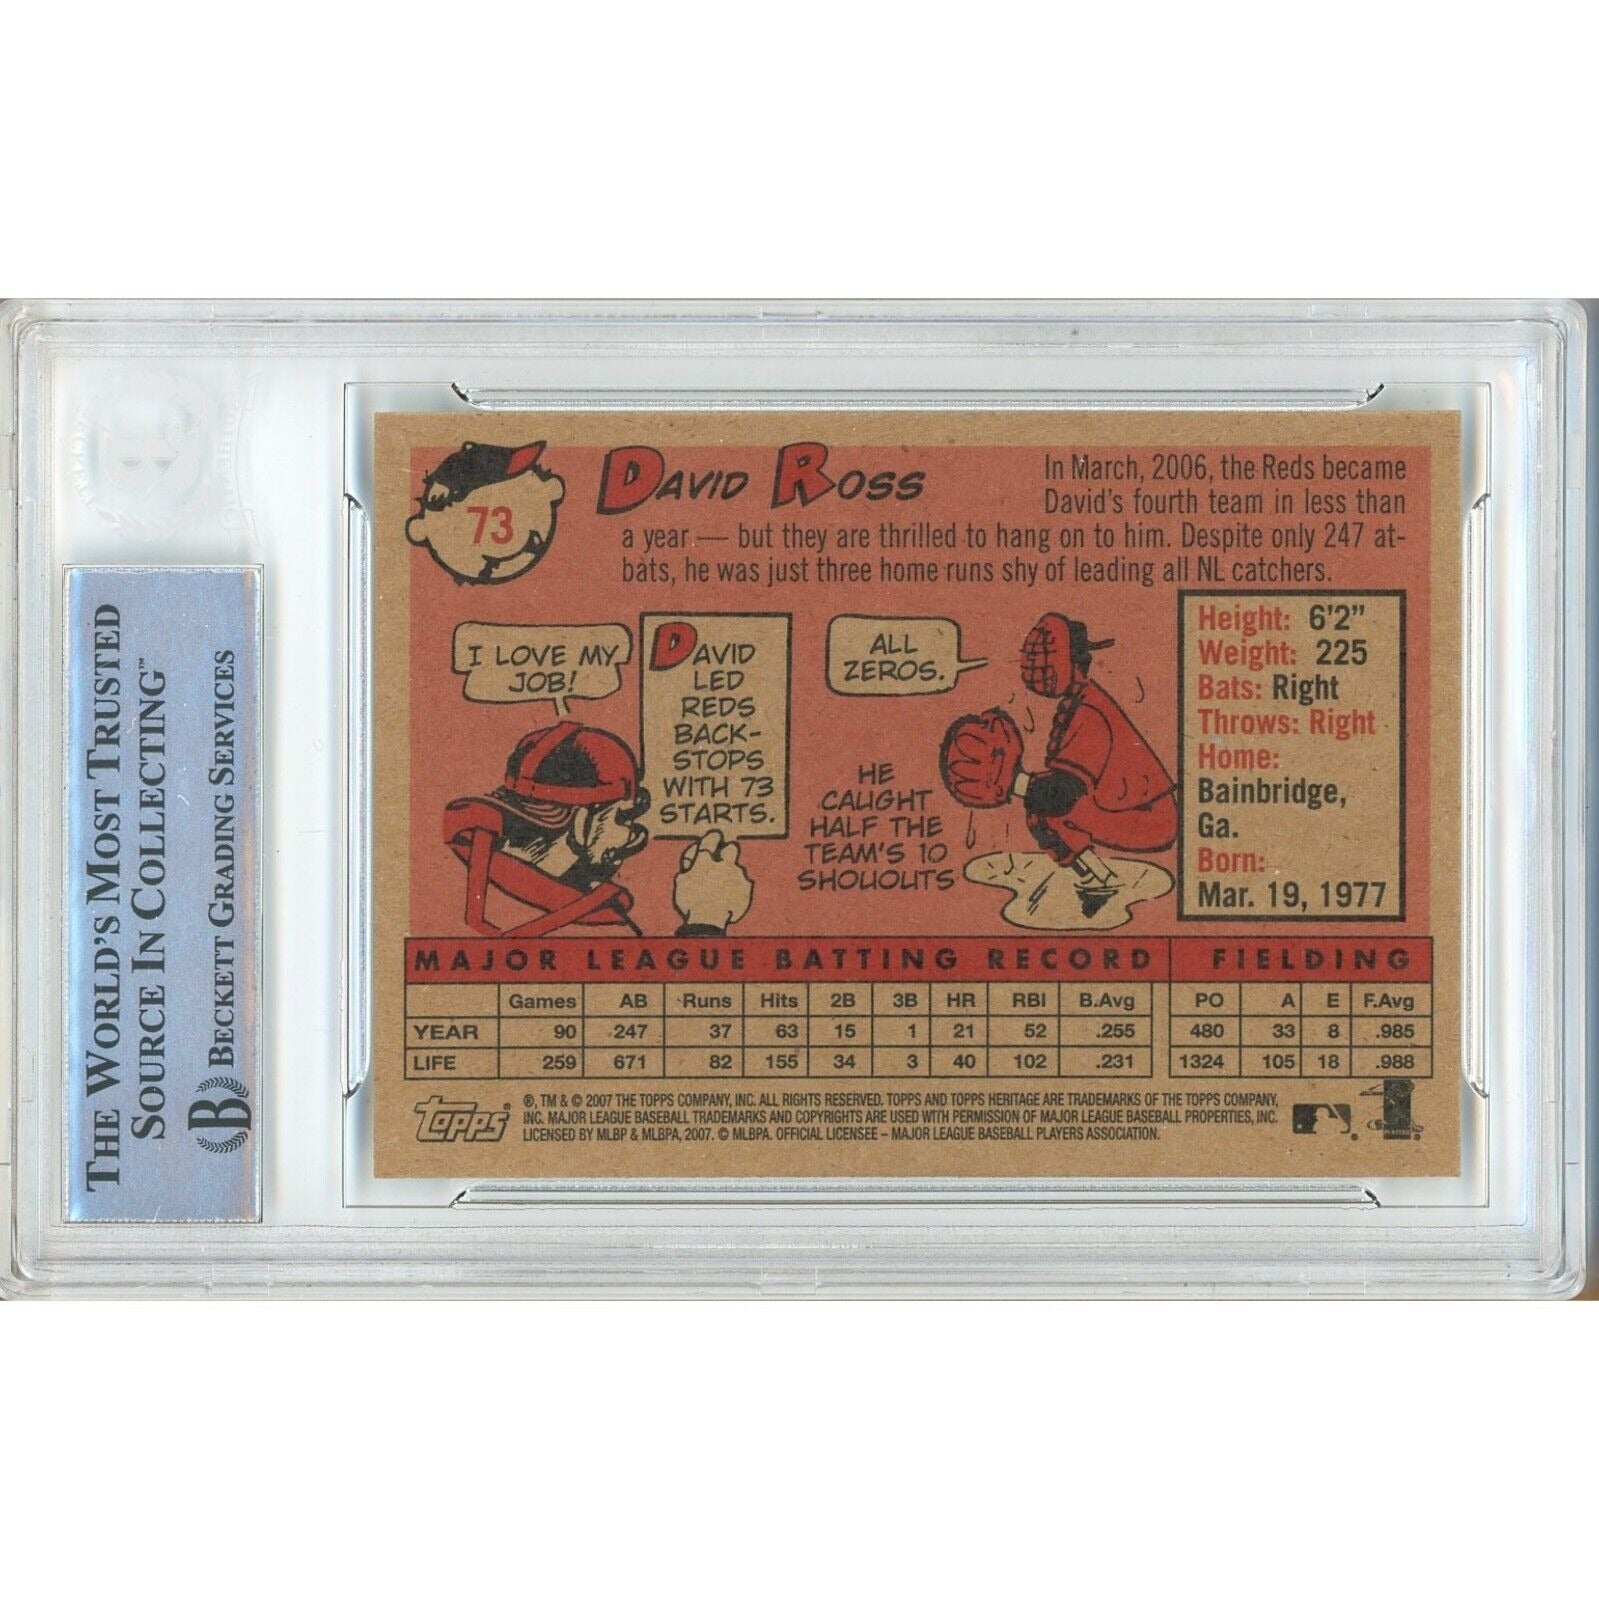 THE WORLD'S MOST TRUSTED
SOURCE IN COLLECTING™
BECKETT GRADING SERVICES
B
73
DAVID ROSS
In March, 2006, the Reds became
David's fourth team in less than
a year — but they are thrilled to hang on to him. Despite only 247 at-
bats, he was just three home runs shy of leading all NL catchers.
I LOVE MY
JOB!
DAVID
LED
REDS
BACK-
STOPS
WITH 73
STARTS.
ALL
ZEROS.
HE
CAUGHT
HALF THE
TEAM'S 10
SHOUOUTS
Height: 6'2"
Weight: 225
Bats: Right
Throws: Right
Home:
Bainbridge,
Ga.
Born:
Mar. 19, 1977
MAJOR LEAGUE BATTING RECORD FIELDING
Games AB Runs Hits 2B 3B HR RBI B.Avg PO A E F.Avg
YEAR 90 247 37 63 15 1 21 52 .255 480 33 8 .985
LIFE 259 671 82 155 34 3 40 102 .231 1324 105 18 .988
topps
®, TM & © 2007 THE TOPPS COMPANY, INC. ALL RIGHTS RESERVED. TOPPS AND TOPPS HERITAGE ARE TRADEMARKS OF THE TOPPS COMPANY,
INC. MAJOR LEAGUE BASEBALL TRADEMARKS AND COPYRIGHTS ARE USED WITH PERMISSION OF MAJOR LEAGUE BASEBALL PROPERTIES, INC.
LICENSED BY MLBP & MLBPA, 2007. © MLBPA. OFFICIAL LICENSEE – MAJOR LEAGUE BASEBALL PLAYERS ASSOCIATION.